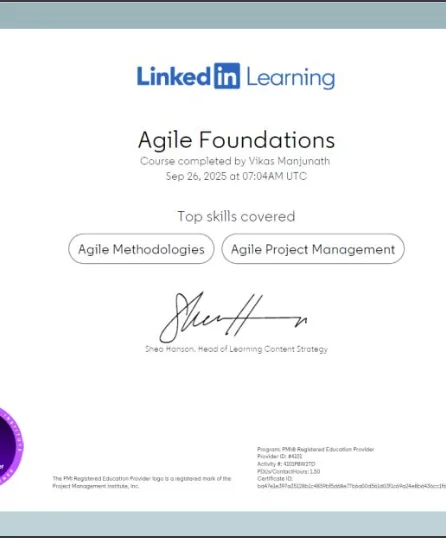 LinkedIn Learning
Agile Foundations
Course completed by Vikas Manjunath
Sep 26, 2025 at 07:04AM UTC
Top skills covered
Agile Methodologies Agile Project Management
Shea Hanson, Head of Learning Content Strategy
Program: PMI® Registered Education Provider
Provider ID: #4101
Activity #:
PDUs/ContactHours: 1.50
Certificate ID:
The PMI Registered Education Provider logo is a registered mark of the
Project Management Institute, Inc.